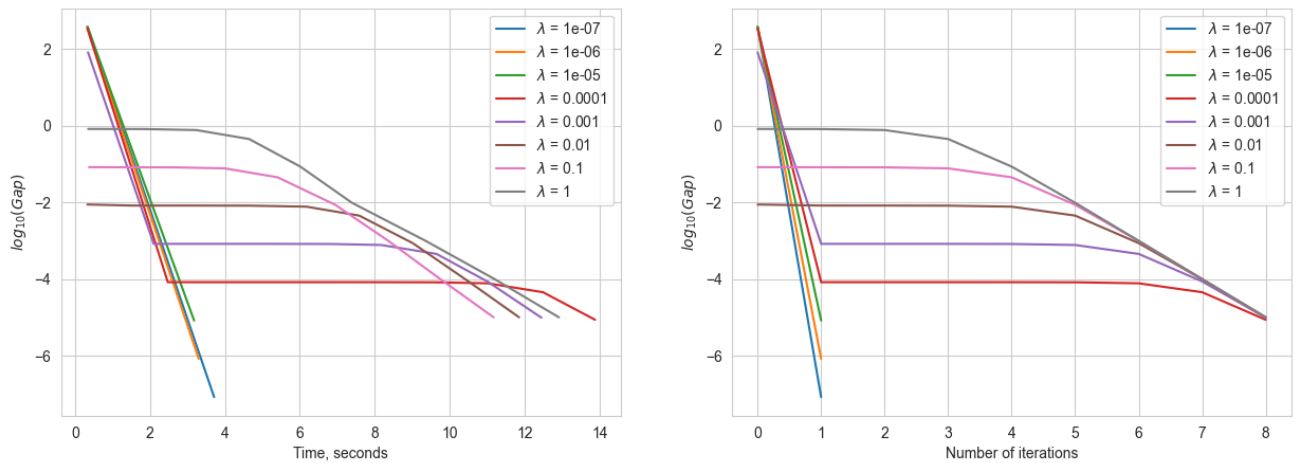 2
0
−2
−4
−6
log₁₀(Gap)
0 2 4 6 8 10 12 14
Time, seconds
λ = 1e-07
λ = 1e-06
λ = 1e-05
λ = 0.0001
λ = 0.001
λ = 0.01
λ = 0.1
λ = 1
2
0
−2
−4
−6
log₁₀(Gap)
0 1 2 3 4 5 6 7 8
Number of iterations
λ = 1e-07
λ = 1e-06
λ = 1e-05
λ = 0.0001
λ = 0.001
λ = 0.01
λ = 0.1
λ = 1